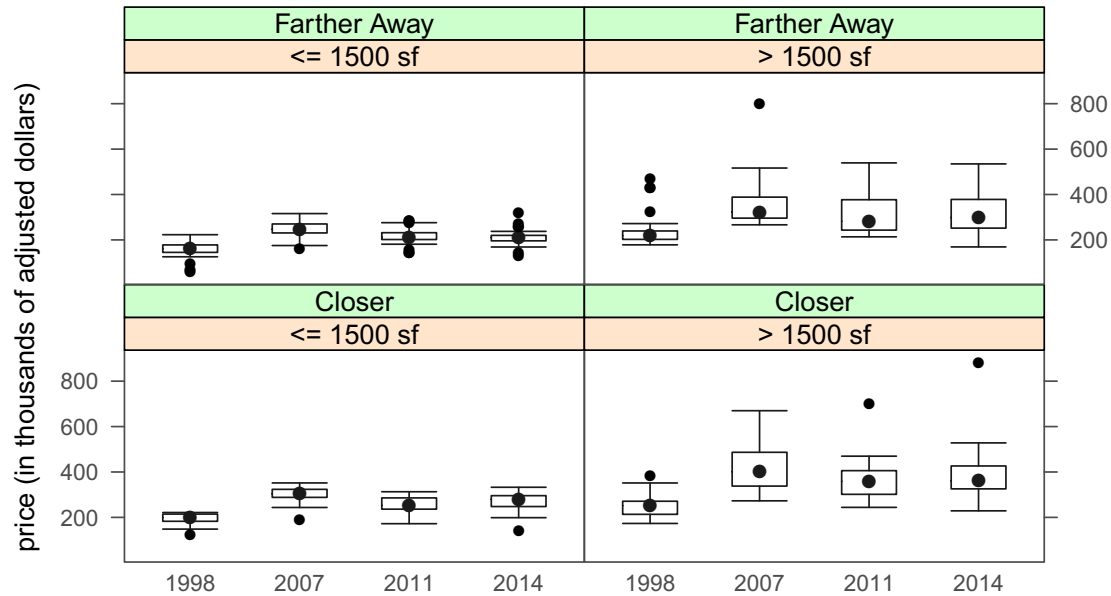 Farther Away Farther Away
<= 1500 sf > 1500 sf
800
600
400
200
Closer Closer
<= 1500 sf > 1500 sf
800
600
400
200
1998 2007 2011 2014 1998 2007 2011 2014
price (in thousands of adjusted dollars)